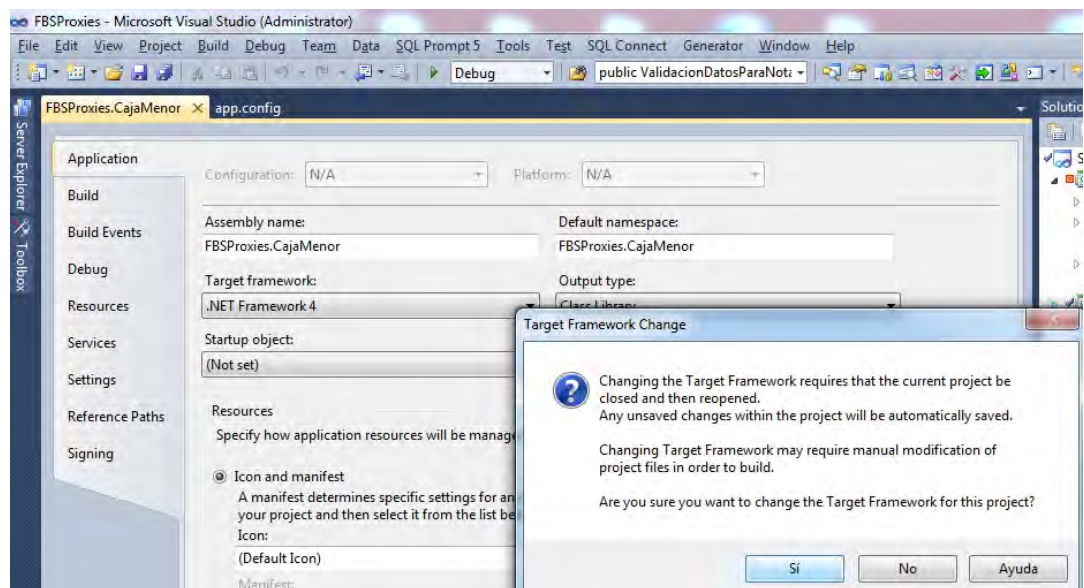 FBSProxies - Microsoft Visual Studio (Administrator)
File Edit View Project Build Debug Team Data SQL Prompt 5 Tools Test SQL Connect Generator Window Help
Debug public ValidacionDatosParaNota
FBSProxies.CajaMenor app.config
Solutio
Server Explorer
Toolbox
Application
Build
Build Events
Debug
Resources
Services
Settings
Reference Paths
Signing
Configuration: N/A Platform: N/A
Assembly name: Default namespace:
FBSProxies.CajaMenor FBSProxies.CajaMenor
Target framework: Output type:
.NET Framework 4 Class Library
Startup object:
(Not set)
Resources
Specify how application resources will be manage
Icon and manifest
A manifest determines specific settings for an
your project and then select it from the list be
Icon:
(Default Icon)
Manifest:
Target Framework Change
Changing the Target Framework requires that the current project be
closed and then reopened.
Any unsaved changes within the project will be automatically saved.
Changing Target Framework may require manual modification of
project files in order to build.
Are you sure you want to change the Target Framework for this project?
Sí No Ayuda